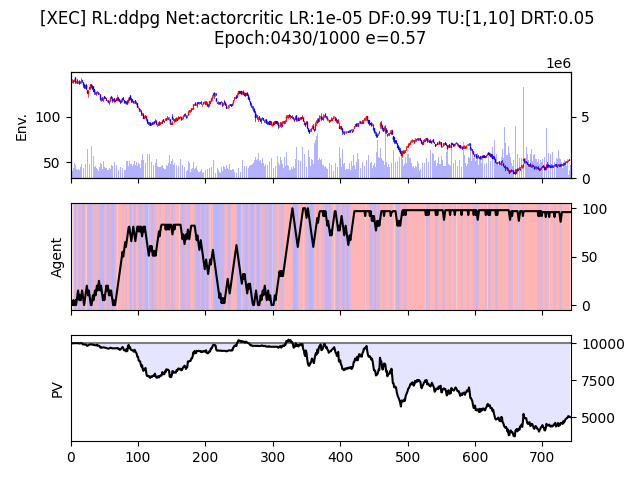 [XEC] RL:ddpg Net:actorcritic LR:1e-05 DF:0.99 TU:[1,10] DRT:0.05
Epoch:0430/1000 e=0.57
1e6
Env.
100
50
5
0
Agent
100
50
0
PV
10000
7500
5000
0 100 200 300 400 500 600 700